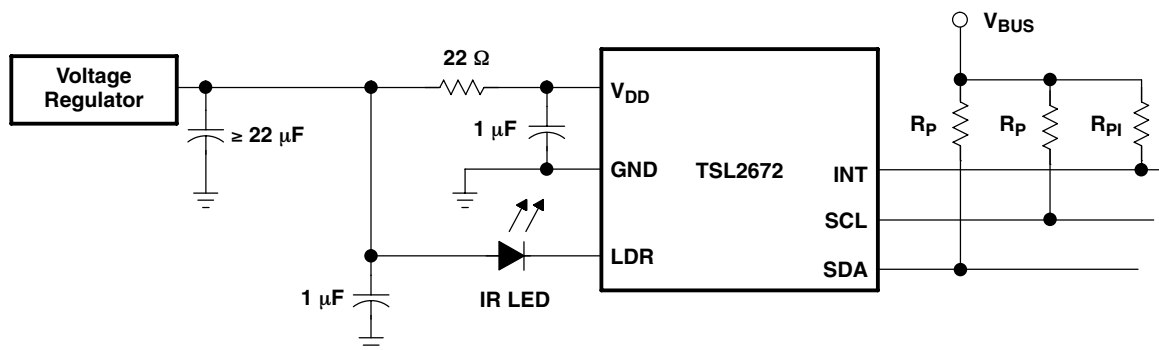 V_BUS
22 Ω
Voltage
Regulator
V_DD
R_P
R_P
R_PI
≥ 22 μF
1 μF
GND
TSL2672
INT
SCL
LDR
SDA
1 μF
IR LED